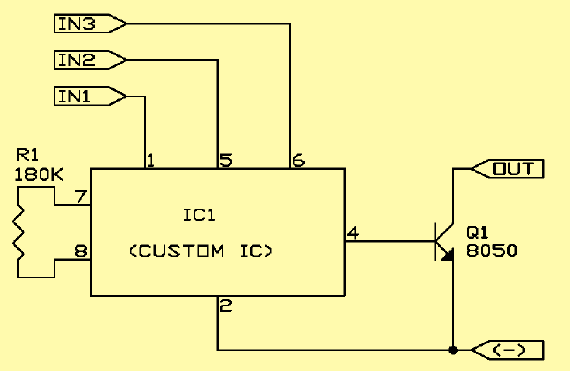 IN3
IN2
IN1
R1
180K
1
5
6
7
8
IC1
(CUSTOM IC)
4
2
OUT
Q1
8050
(-)